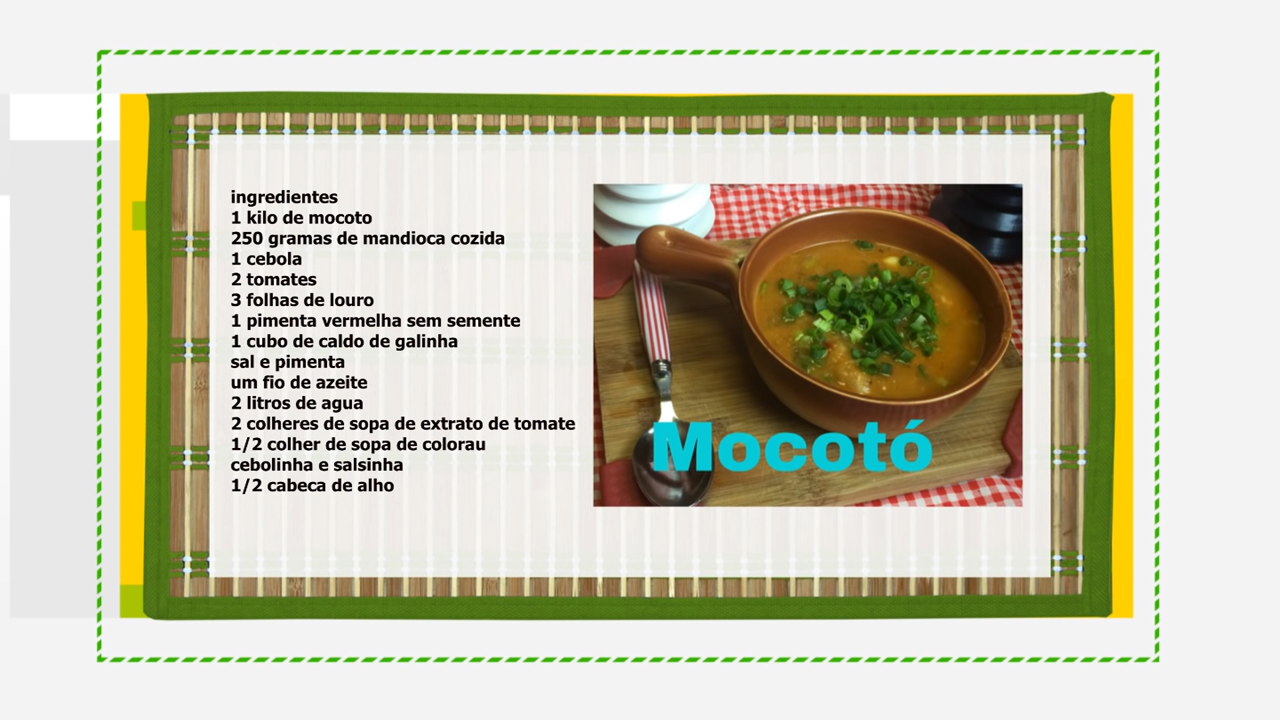 ingredientes
1 kilo de mocoto
250 gramas de mandioca cozida
1 cebola
2 tomates
3 folhas de louro
1 pimenta vermelha sem semente
1 cubo de caldo de galinha
sal e pimenta
um fio de azeite
2 litros de agua
2 colheres de sopa de extrato de tomate
1/2 colher de sopa de colorau
cebolinha e salsinha
1/2 cabeca de alho
Mocotó